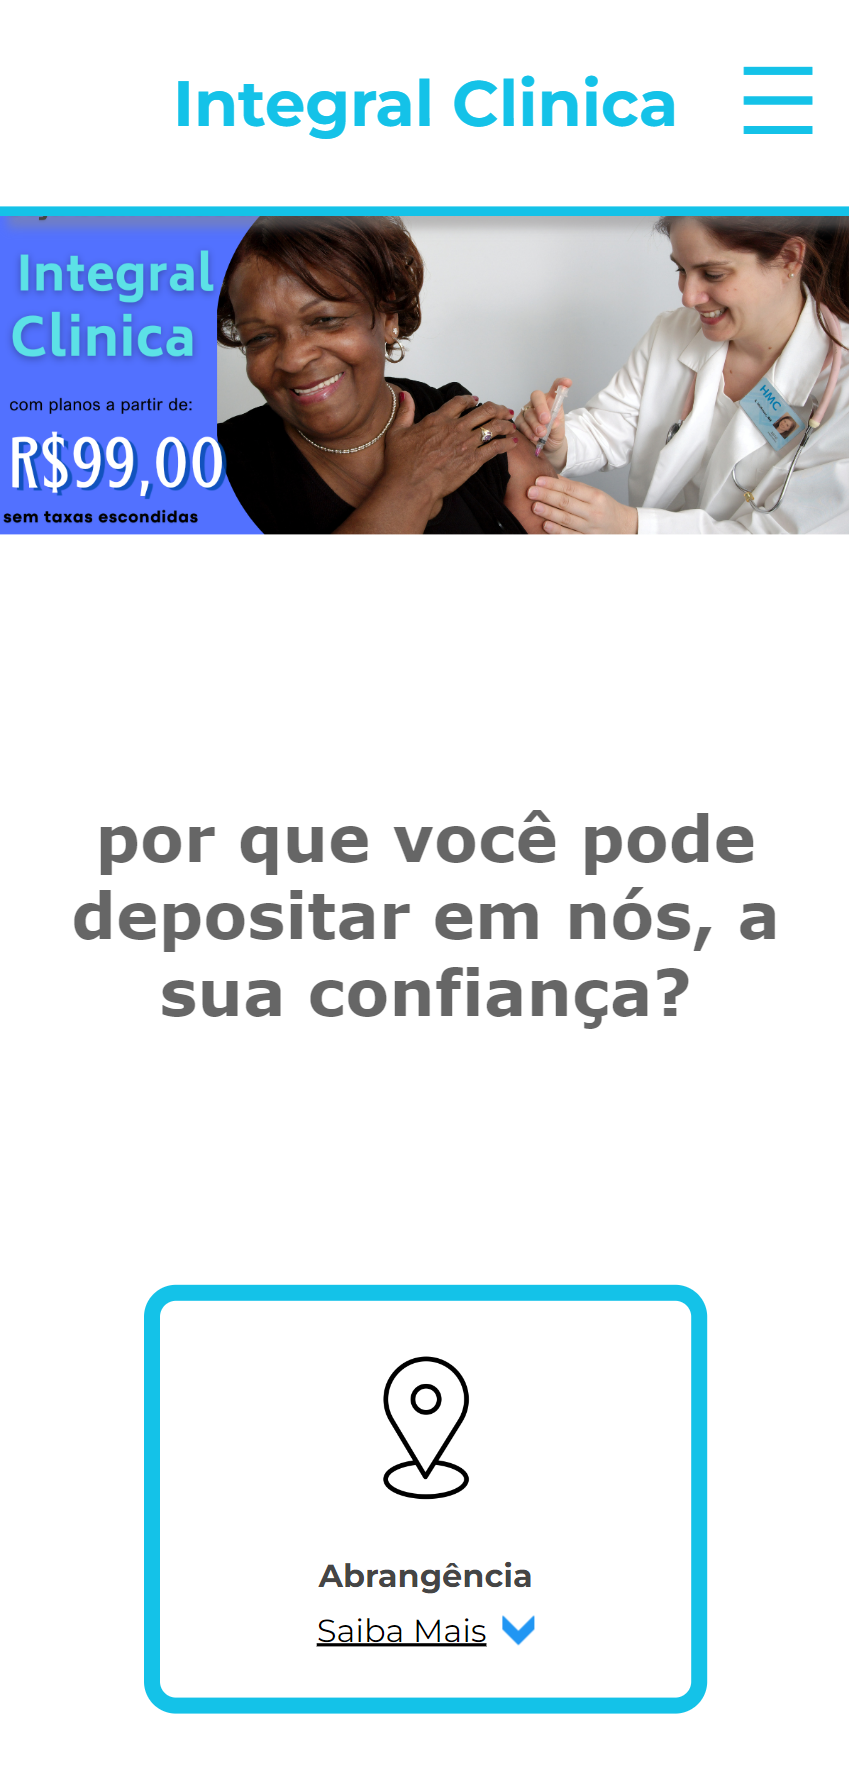 Integral Clinica
Integral
Clinica
com planos a partir de:
R$99,00
sem taxas escondidas
HMC
por que você pode
depositar em nós, a
sua confiança?
Abrangência
Saiba Mais